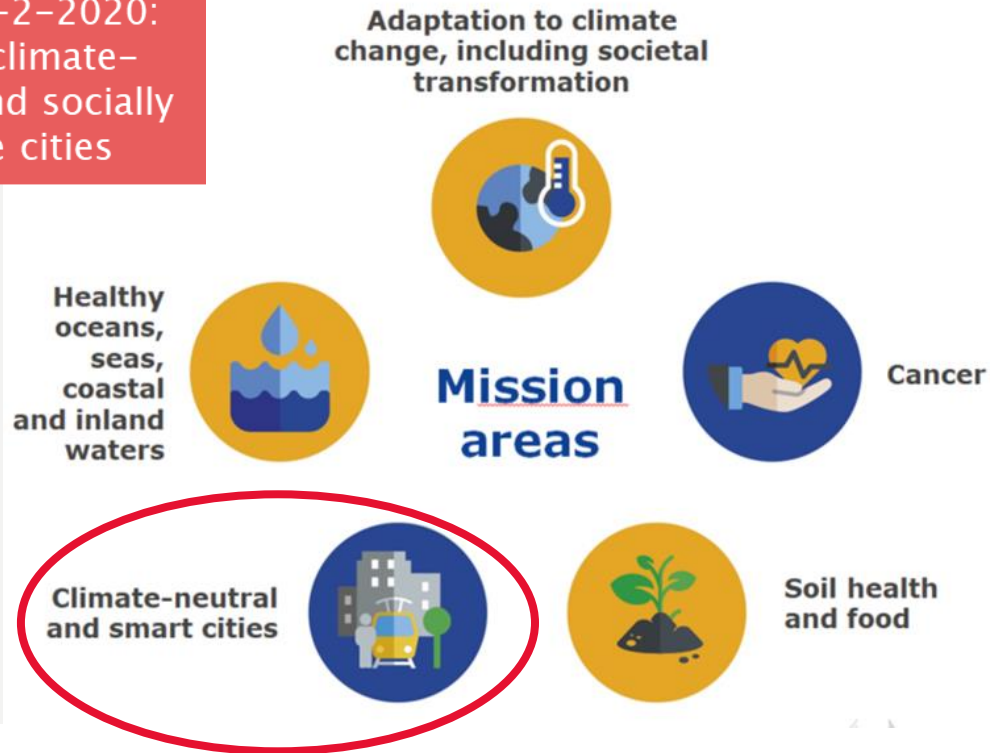 -2-2020:
climate-
nd socially
e cities
Adaptation to climate
change, including societal
transformation
Healthy
oceans,
seas,
coastal
and inland
waters
Mission
areas
Cancer
Climate-neutral
and smart cities
Soil health
and food